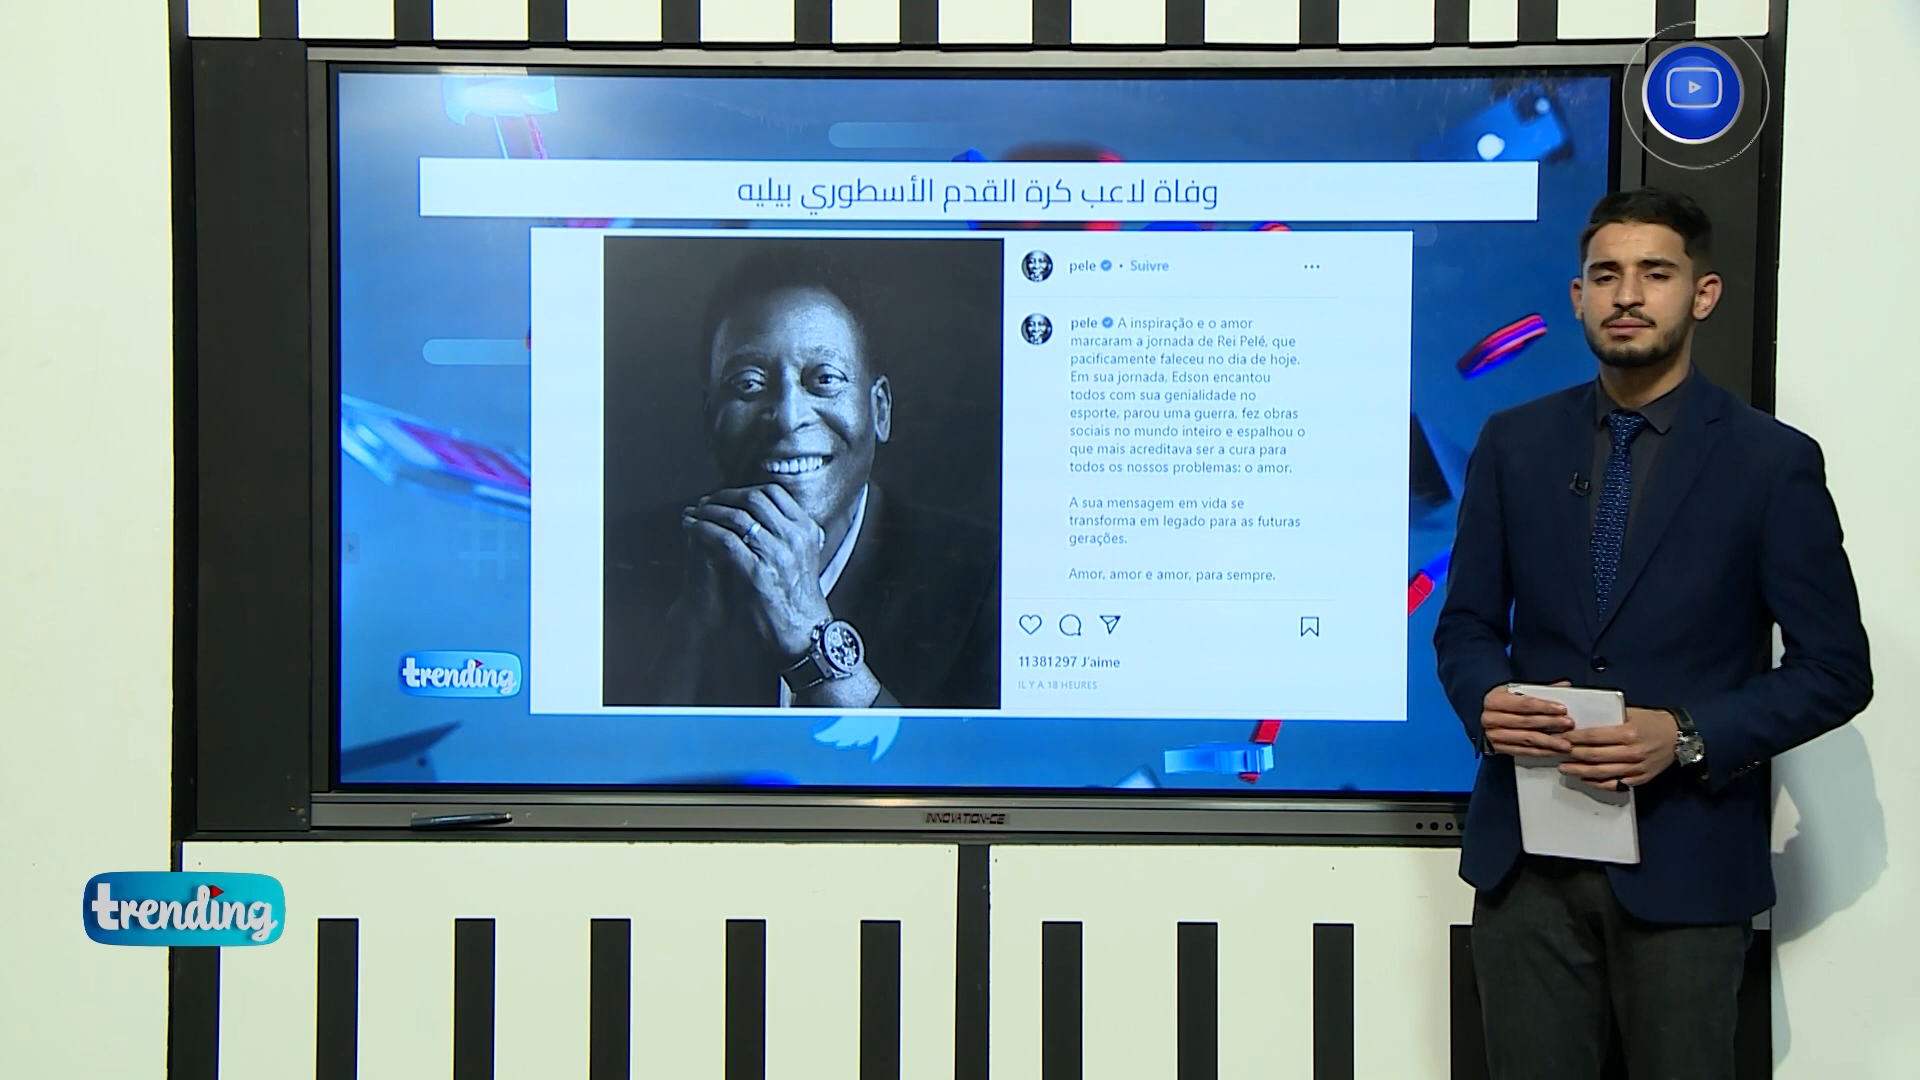 وفاة لاعب كرة القدم الأسطوري بيليه
pele • Suivre
pele A inspiração e o amor
marcaram a jornada de Rei Pelé, que
pacificamente faleceu no dia de hoje.
Em sua jornada, Edson encantou
todos com sua genialidade no
esporte, parou uma guerra, fez obras
sociais no mundo inteiro e espalhou o
que mais acreditava ser a cura para
todos os nossos problemas: o amor.
A sua mensagem em vida se
transforma em legado para as futuras
gerações.
Amor, amor e amor, para sempre.
11381297 J'aime
IL Y A 18 HEURES
trending
INNOVATION-CE
trending